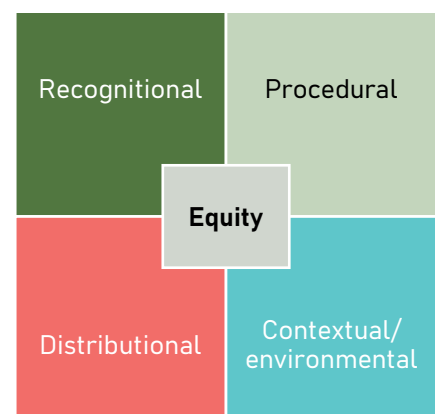 Recognitional
Procedural
Equity
Distributional
Contextual/
environmental